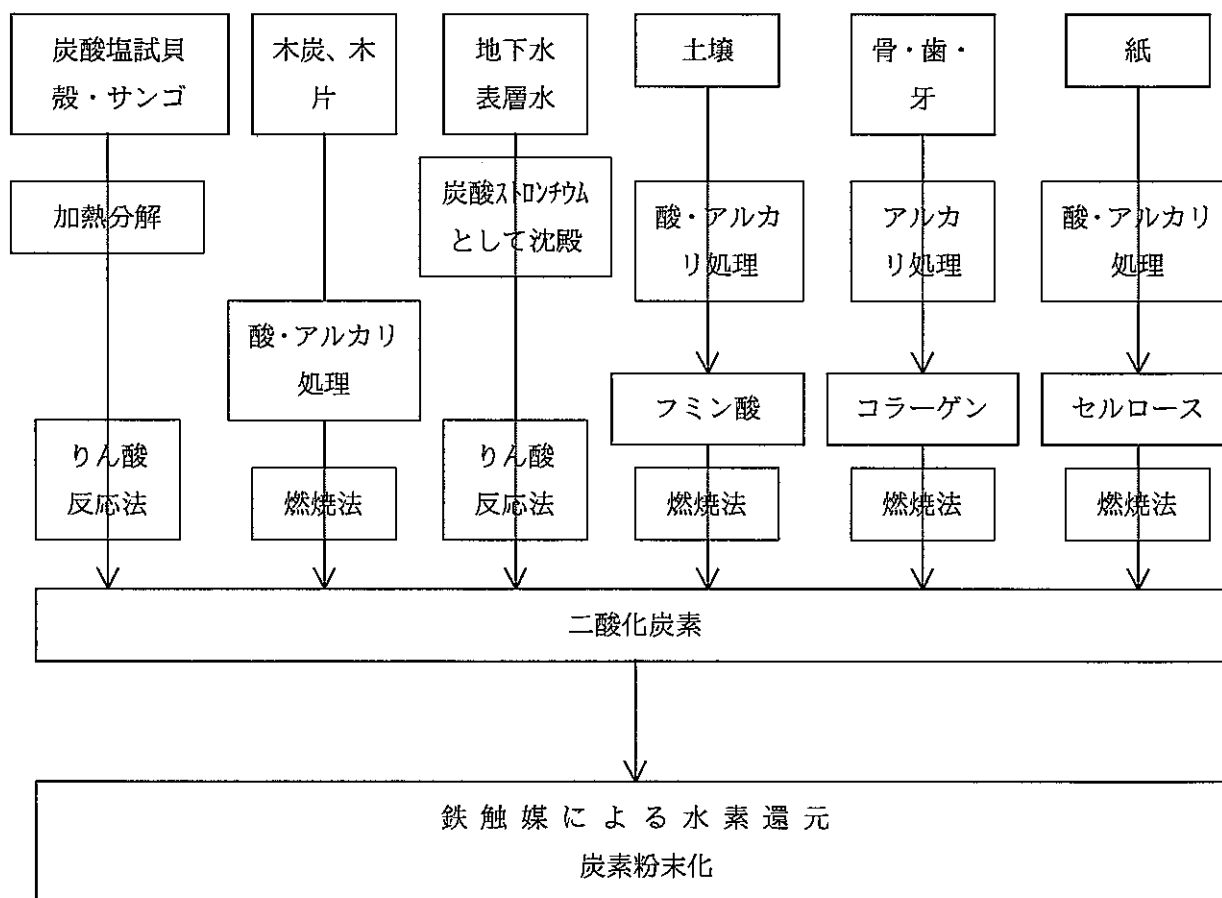 炭酸塩試貝
殻・サンゴ
木炭、木
片
地下水
表層水
土壌
骨・歯・
牙
紙
加熱分解
炭酸ストロンチウム
として沈殿
酸・アルカ
リ処理
アルカ
リ処理
酸・アルカリ
処理
酸・アルカリ
処理
フミン酸
コラーゲン
セルロース
りん酸
反応法
燃焼法
りん酸
反応法
燃焼法
燃焼法
燃焼法
二酸化炭素
鉄触媒による水素還元
炭素粉末化